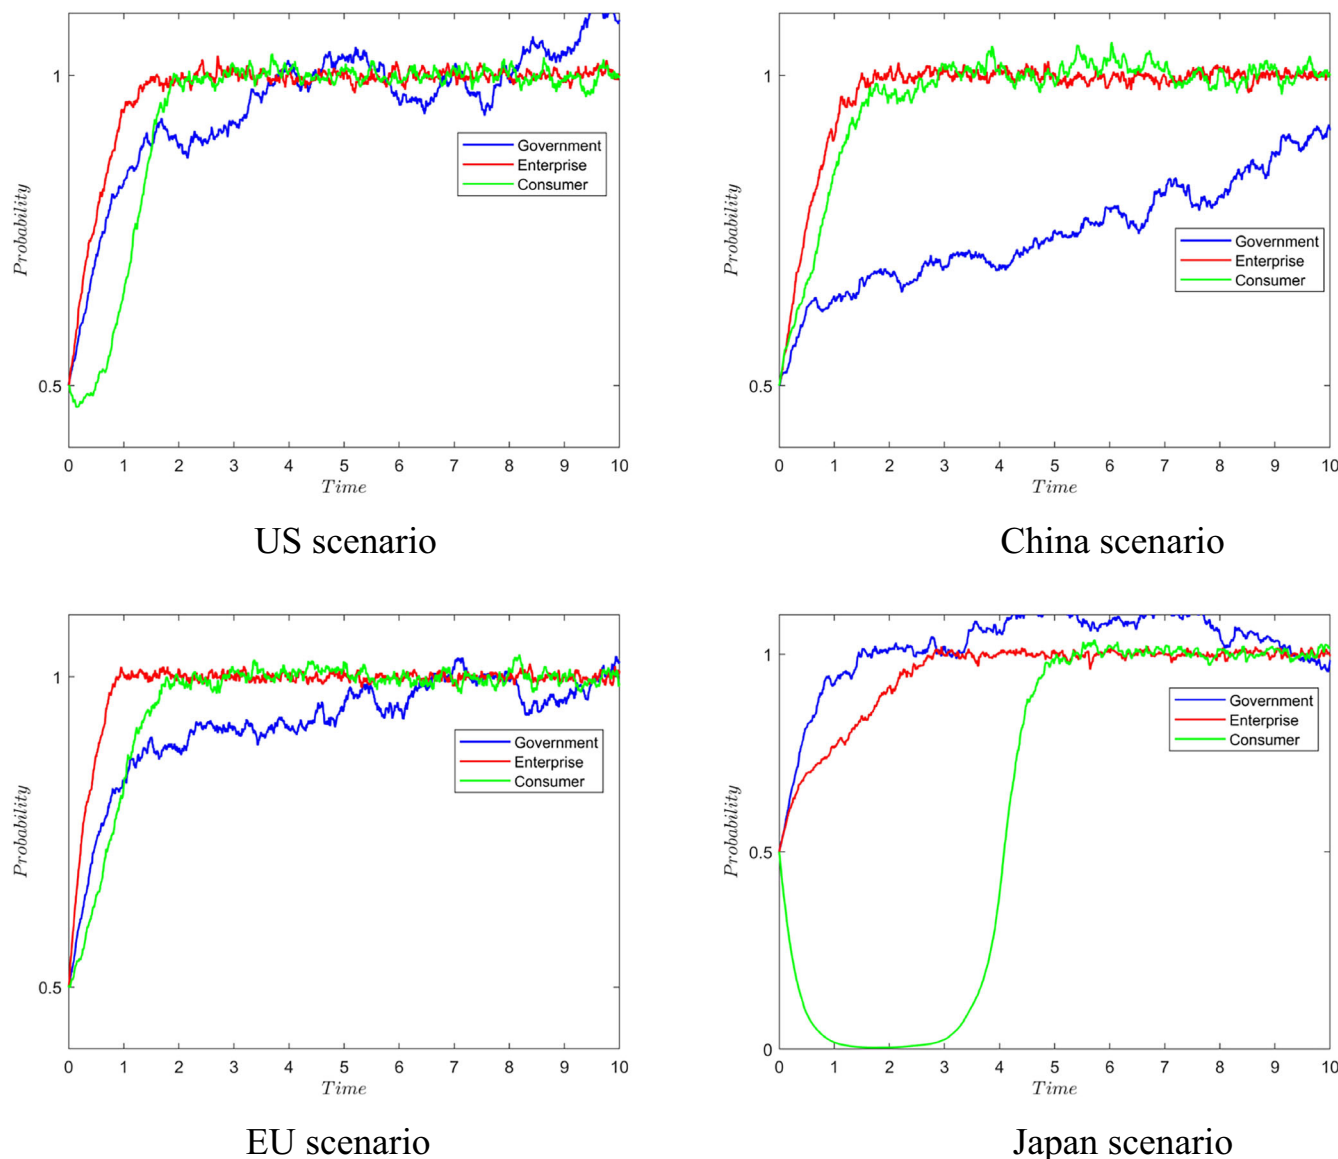 1
0.5
Probability
Government
Enterprise
Consumer
0 1 2 3 4 5 6 7 8 9 10
Time
US scenario
1
0.5
Probability
Government
Enterprise
Consumer
0 1 2 3 4 5 6 7 8 9 10
Time
China scenario
1
0.5
Probability
Government
Enterprise
Consumer
0 1 2 3 4 5 6 7 8 9 10
Time
EU scenario
1
0.5
0
Probability
Government
Enterprise
Consumer
0 1 2 3 4 5 6 7 8 9 10
Time
Japan scenario